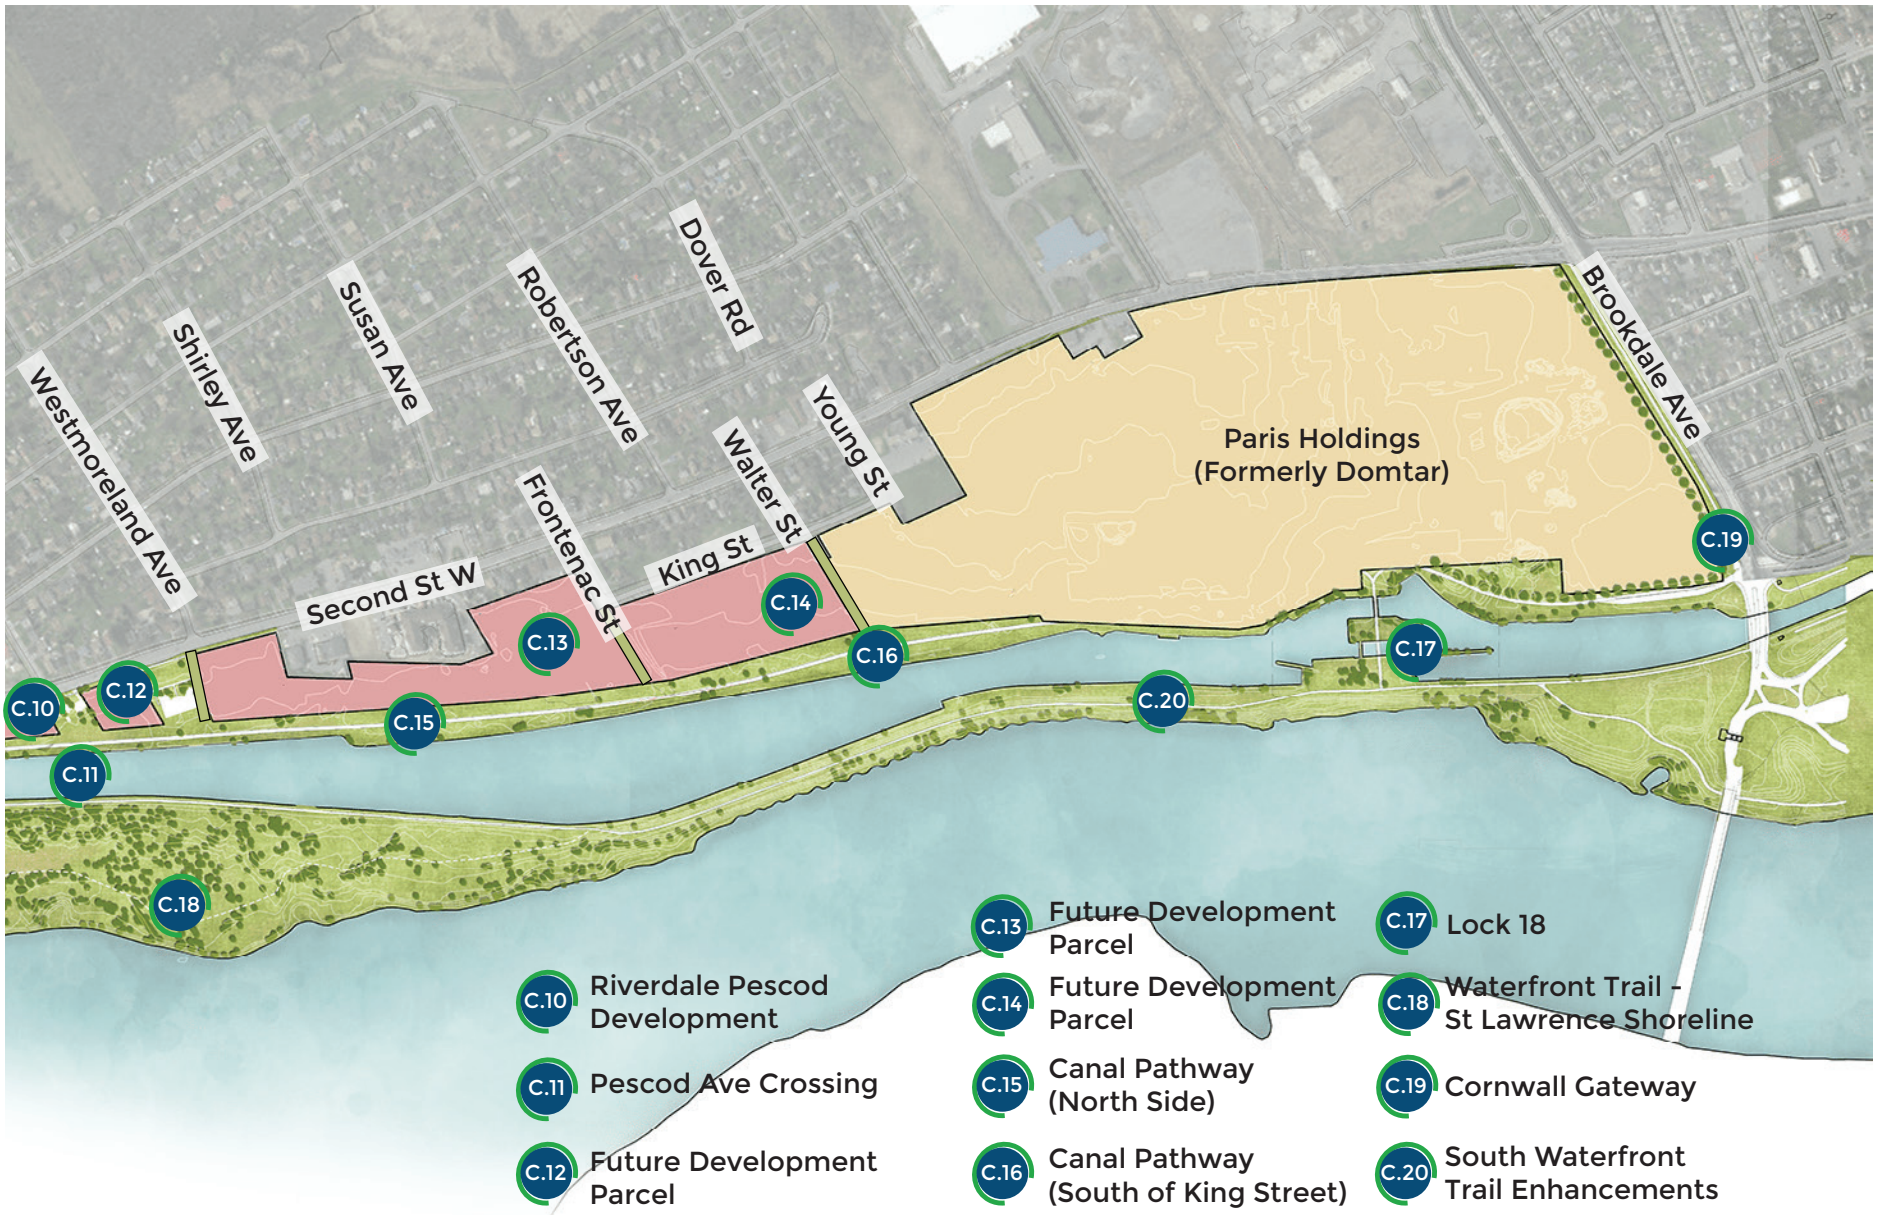 Westmoreland Ave
Shirley Ave
Susan Ave
Robertson Ave
Dover Rd
Brookdale Ave
Young St
Walter St
Frontenac St
King St
Second St W
Paris Holdings
(Formerly Domtar)
C.10
C.12
C.11
C.15
C.13
C.14
C.16
C.17
C.19
C.20
C.18
C.10
Riverdale Pescod
Development
C.11
Pescod Ave Crossing
C.12
Future Development
Parcel
C.13
Future Development
Parcel
C.14
Future Development
Parcel
C.15
Canal Pathway
(North Side)
C.16
Canal Pathway
(South of King Street)
C.17
Lock 18
C.18
Waterfront Trail -
St Lawrence Shoreline
C.19
Cornwall Gateway
C.20
South Waterfront
Trail Enhancements